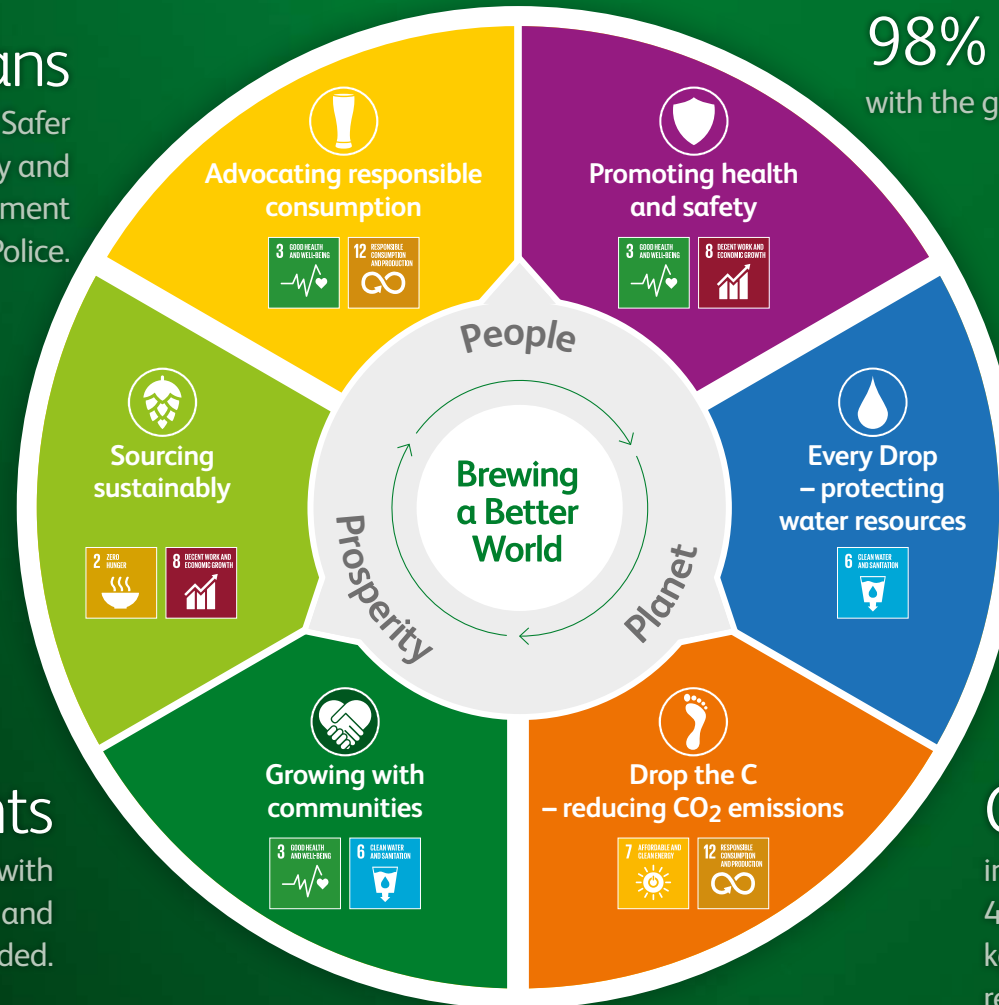 98%
with the
Safer
and
Police.
Advocating responsible
consumption
3 GOOD HEALTH
AND WELL-BEING
12 RESPONSIBLE
CONSUMPTION
AND PRODUCTION
Promoting health
and safety
3 GOOD HEALTH
AND WELL-BEING
8 DECENT WORK AND
ECONOMIC GROWTH
People
Sourcing
sustainably
2 ZERO
HUNGER
8 DECENT WORK AND
ECONOMIC GROWTH
Brewing
a Better
World
Every Drop
– protecting
water resources
6 CLEAN WATER
AND SANITATION
Prosperity
Planet
Growing with
communities
3 GOOD HEALTH
AND WELL-BEING
6 CLEAN WATER
AND SANITATION
Drop the C
– reducing CO₂ emissions
7 AFFORDABLE AND
CLEAN ENERGY
12 RESPONSIBLE
CONSUMPTION
AND PRODUCTION
with
and